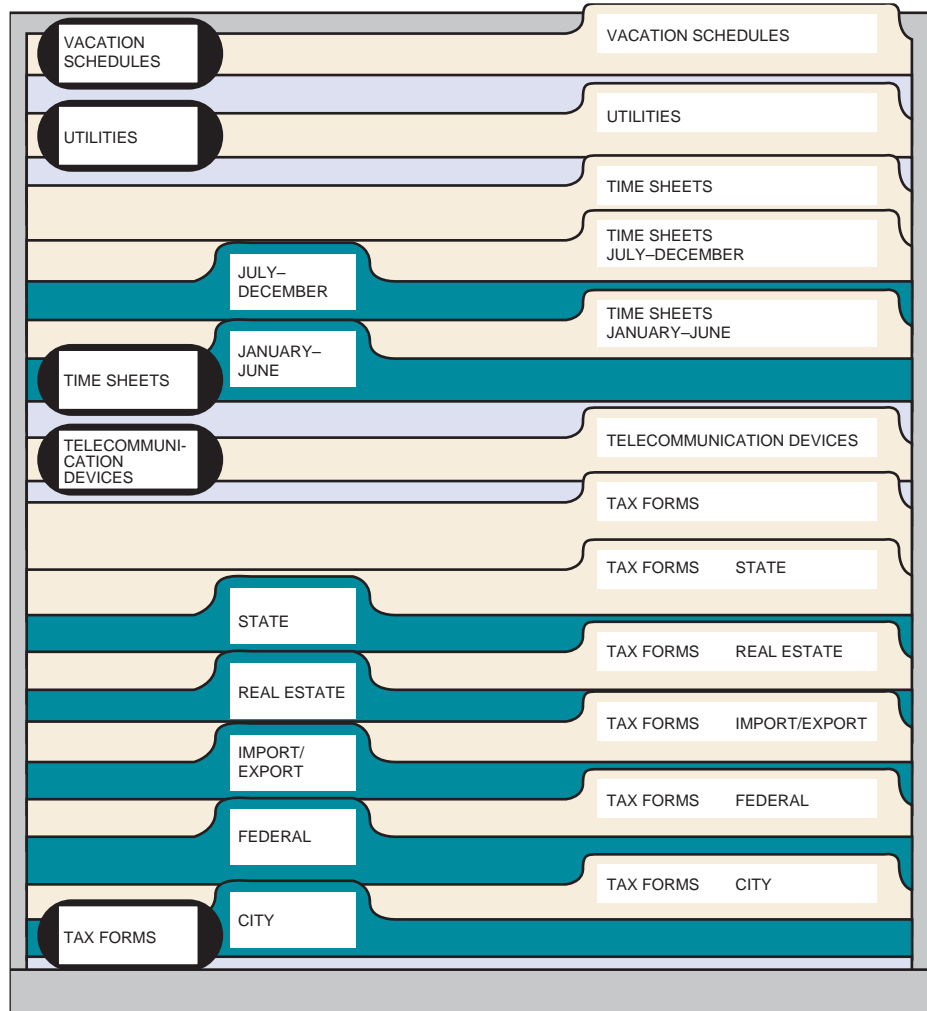 VACATION
SCHEDULES
VACATION SCHEDULES
UTILITIES
UTILITIES
TIME SHEETS
TIME SHEETS
JULY–DECEMBER
JULY–
DECEMBER
TIME SHEETS
JANUARY–JUNE
JANUARY–
JUNE
TIME SHEETS
TELECOMMUNI-
CATION
DEVICES
TELECOMMUNICATION DEVICES
TAX FORMS
TAX FORMS STATE
STATE
TAX FORMS REAL ESTATE
REAL ESTATE
TAX FORMS IMPORT/EXPORT
IMPORT/
EXPORT
TAX FORMS FEDERAL
FEDERAL
TAX FORMS CITY
CITY
TAX FORMS